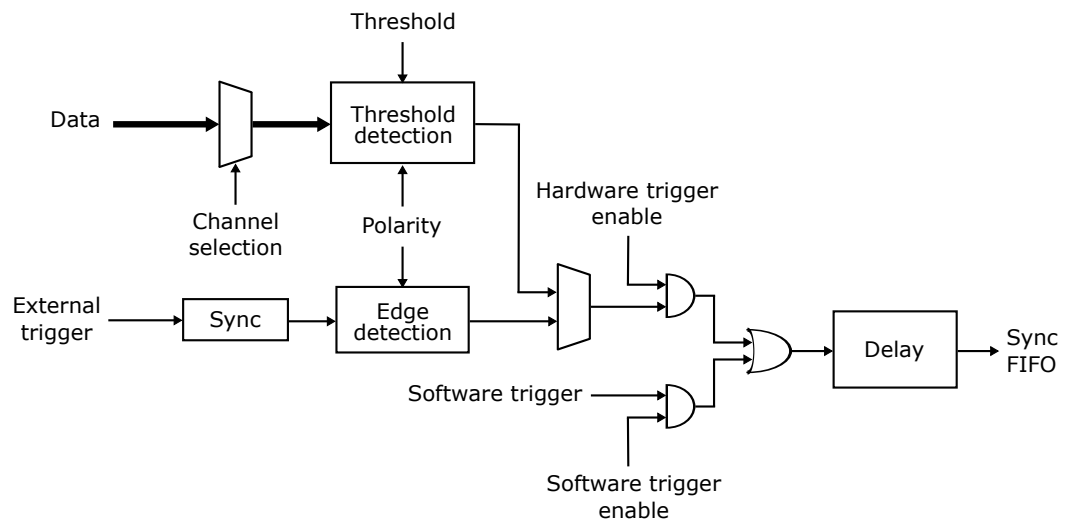 Threshold
Data
Threshold
detection
Channel
selection
Polarity
Hardware trigger
enable
External
trigger
Sync
Edge
detection
Software trigger
Delay
Sync
FIFO
Software trigger
enable